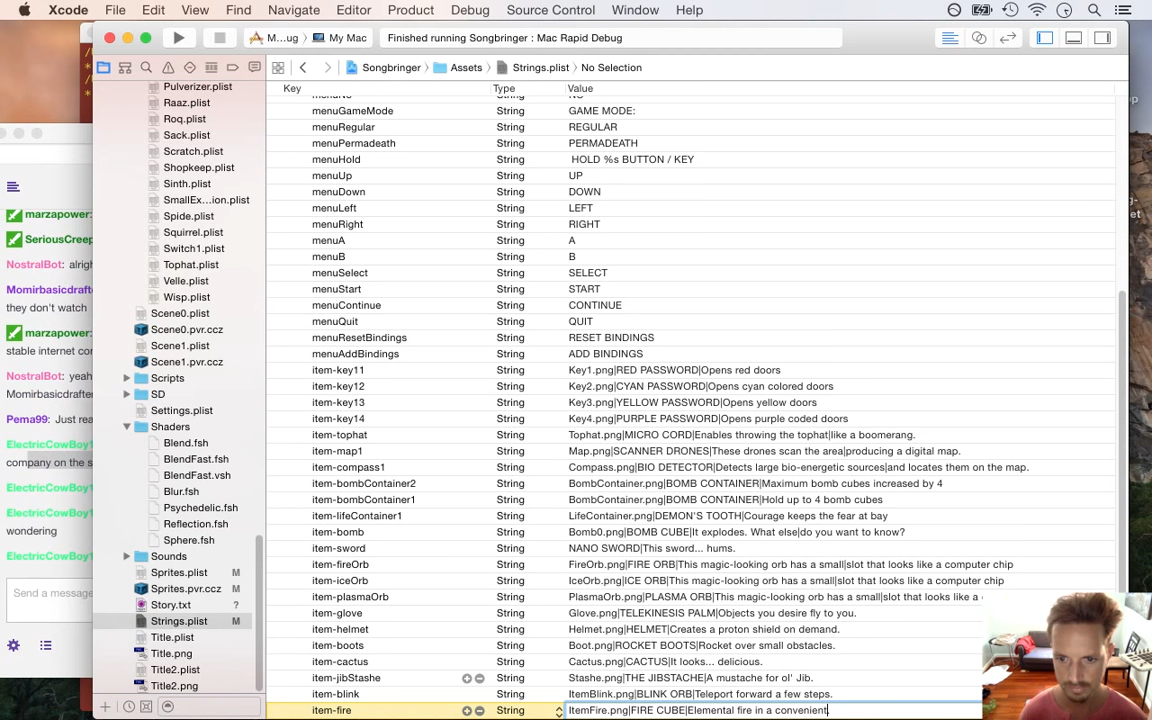 Xcode File Edit View Find Navigate Editor Product Debug Source Control Window Help
M...ug My Mac Finished running Songbringer : Mac Rapid Debug
Songbringer Assets Strings.plist No Selection
Key Type Value
Pulverizer.plist
Raaz.plist
Roq.plist
Sack.plist
Scratch.plist
Shopkeep.plist
Sinth.plist
SmallEx...ion.plist
Spide.plist
Squirrel.plist
Switch1.plist
Tophat.plist
Velle.plist
Wisp.plist
Scene0.plist
Scene0.pvr.ccz
Scene1.plist
Scene1.pvr.ccz
Scripts
SD
Settings.plist
Shaders
Blend.fsh
BlendFast.fsh
BlendFast.vsh
Blur.fsh
Psychedelic.fsh
Reflection.fsh
Sphere.fsh
Sounds
Sprites.plist M
Sprites.pvr.ccz M
Story.txt ?
Strings.plist M
Title.plist
Title.png
Title2.plist
Title2.png
menuGameMode String GAME MODE:
menuRegular String REGULAR
menuPermadeath String PERMADEATH
menuHold String HOLD %s BUTTON / KEY
menuUp String UP
menuDown String DOWN
menuLeft String LEFT
menuRight String RIGHT
menuA String A
menuB String B
menuSelect String SELECT
menuStart String START
menuContinue String CONTINUE
menuQuit String QUIT
menuResetBindings String RESET BINDINGS
menuAddBindings String ADD BINDINGS
item-key11 String Key1.png|RED PASSWORD|Opens red doors
item-key12 String Key2.png|CYAN PASSWORD|Opens cyan colored doors
item-key13 String Key3.png|YELLOW PASSWORD|Opens yellow doors
item-key14 String Key4.png|PURPLE PASSWORD|Opens purple coded doors
item-tophat String Tophat.png|MICRO CORD|Enables throwing the tophat|like a boomerang.
item-map1 String Map.png|SCANNER DRONES|These drones scan the area|producing a digital map.
item-compass1 String Compass.png|BIO DETECTOR|Detects large bio-energetic sources|and locates them on the map.
item-bombContainer2 String BombContainer.png|BOMB CONTAINER|Maximum bomb cubes increased by 4
item-bombContainer1 String BombContainer.png|BOMB CONTAINER|Hold up to 4 bomb cubes
item-lifeContainer1 String LifeContainer.png|DEMON'S TOOTH|Courage keeps the fear at bay
item-bomb String Bomb0.png|BOMB CUBE|It explodes. What else|do you want to know?
item-sword String NANO SWORD|This sword... hums.
item-fireOrb String FireOrb.png|FIRE ORB|This magic-looking orb has a small|slot that looks like a computer chip
item-iceOrb String IceOrb.png|ICE ORB|This magic-looking orb has a small|slot that looks like a computer chip
item-plasmaOrb String PlasmaOrb.png|PLASMA ORB|This magic-looking orb has a small|slot that looks like a
item-glove String Glove.png|TELEKINESIS PALM|Objects you desire fly to you.
item-helmet String Helmet.png|HELMET|Creates a proton shield on demand.
item-boots String Boot.png|ROCKET BOOTS|Rocket over small obstacles.
item-cactus String Cactus.png|CACTUS|It looks... delicious.
item-jibStashe String Stashe.png|THE JIBSTACHE|A mustache for ol' Jib.
item-blink String ItemBlink.png|BLINK ORB|Teleport forward a few steps.
item-fire String ItemFire.png|FIRE CUBE|Elemental fire in a convenient
marzapower:
SeriousCreep
NostralBot: alrigh
Momirbasicdrafte
they don't watch
marzapower:
stable internet con
NostralBot: yeah
Momirbasicdrafte
Pema99: Just rea
ElectricCowBoy1
company on the s
ElectricCowBoy1
wondering
ElectricCowBoy1
Send a message